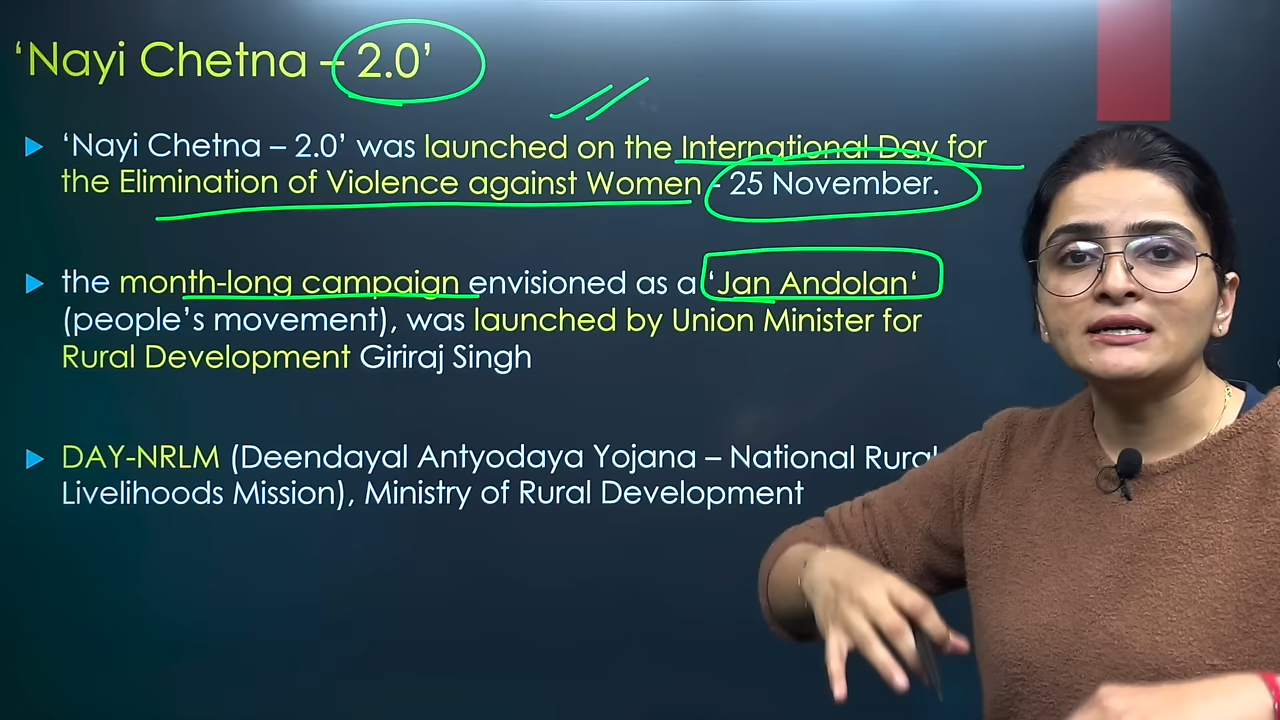 ‘Nayi Chetna – 2.0’
‘Nayi Chetna – 2.0’ was launched on the International Day for
the Elimination of Violence against Women - 25 November.
the month-long campaign envisioned as a ‘Jan Andolan‘
(people’s movement), was launched by Union Minister for
Rural Development Giriraj Singh
DAY-NRLM (Deendayal Antyodaya Yojana – National Rural
Livelihoods Mission), Ministry of Rural Development